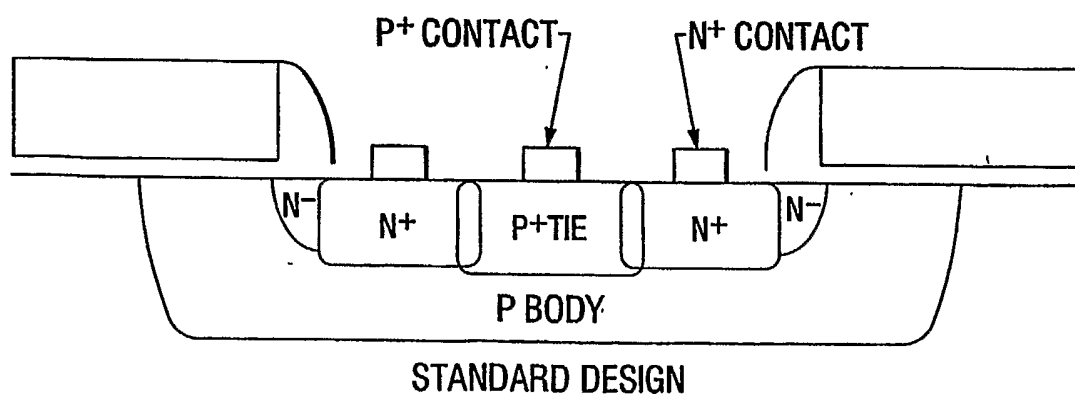 P+ CONTACT N+ CONTACT
N- N+ P+TIE N+ N-
P BODY
STANDARD DESIGN